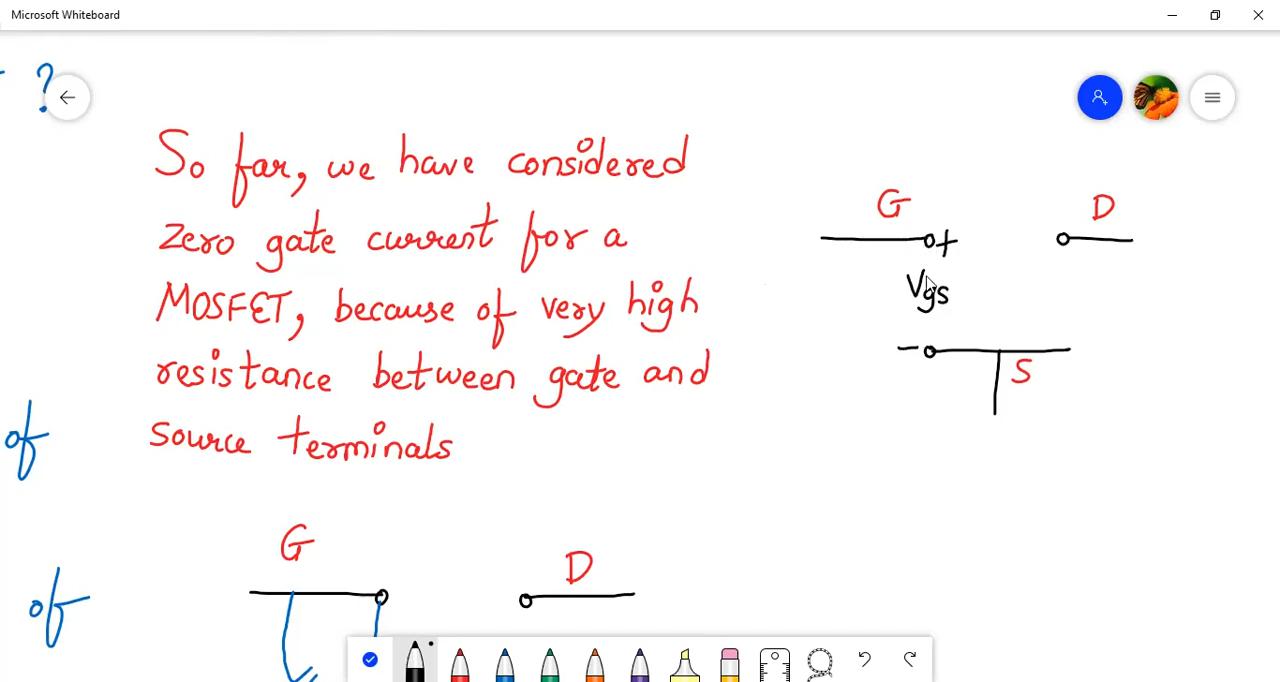 Microsoft Whiteboard
?
So far, we have considered
zero gate current for a
MOSFET, because of very high
resistance between gate and
source terminals
G
D
+
Vgs
-
S
of
G
D
of